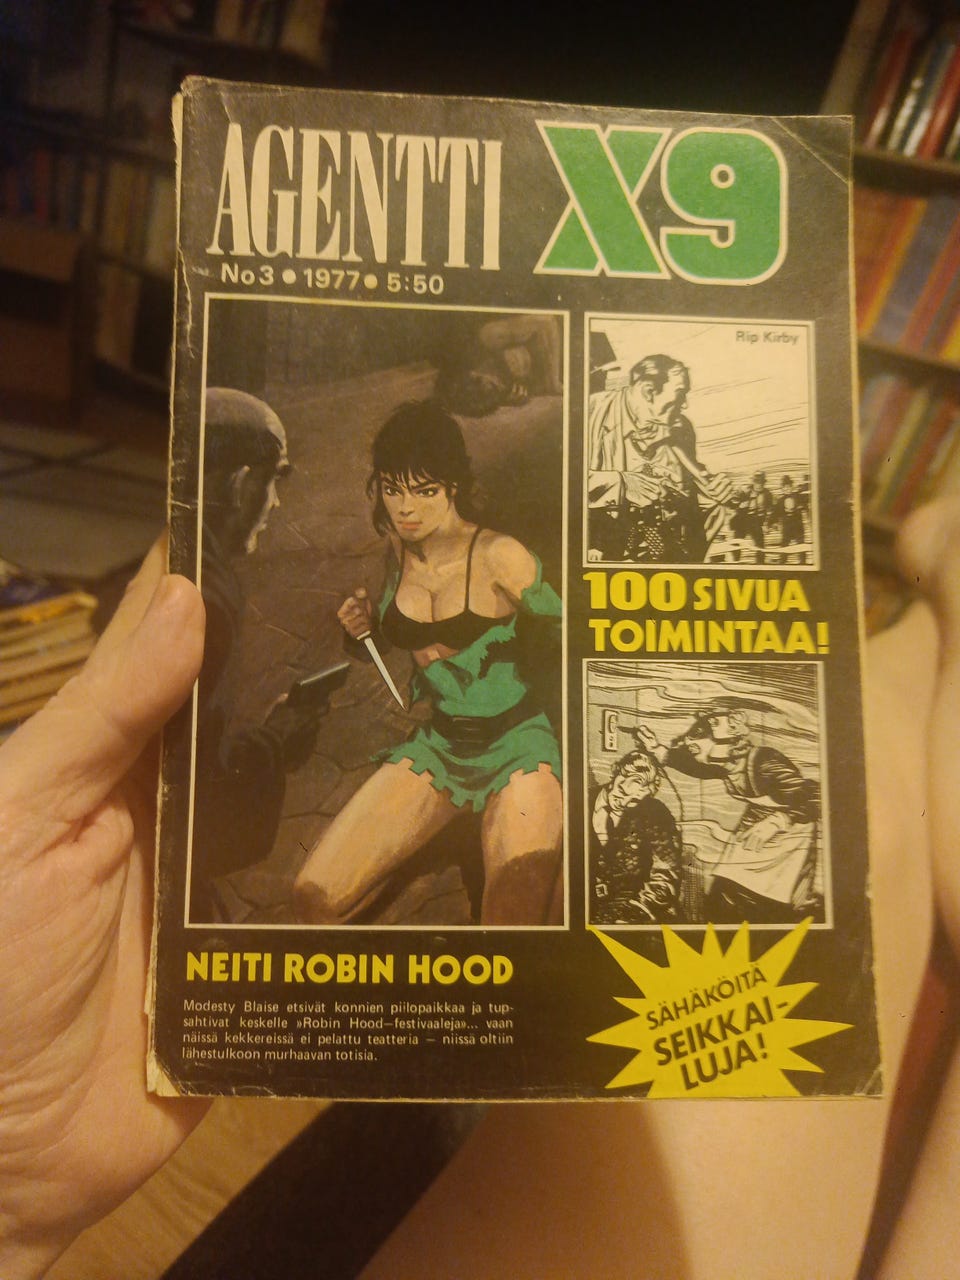 AGENTTI X9
No 3 • 1977 • 5:50
Rip Kirby
100 SIVUA
TOIMINTAA!
NEITI ROBIN HOOD
Modesty Blaise etsivät konnien piilopaikkaa ja tup-
sahtivat keskelle »Robin Hood–festivaaleja»... vaan
näissä kekkereissä ei pelattu teatteria – niissä oltiin
lähestulkoon murhaavan totisia.
SÄHÄKÖITÄ
SEIKKAI-
LUJA!